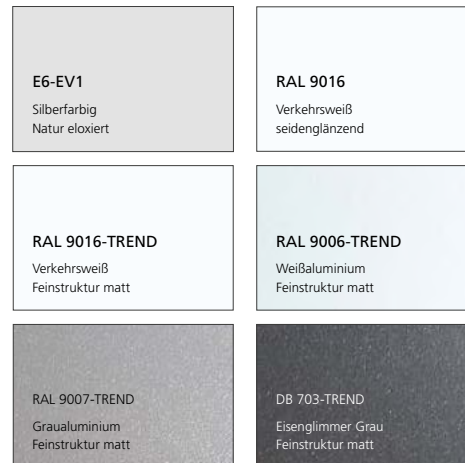 E6-EV1
Silberfarbig
Natur eloxiert
RAL 9016
Verkehrsweiß
seidenglänzend
RAL 9016-TREND
Verkehrsweiß
Feinstruktur matt
RAL 9006-TREND
Weißaluminium
Feinstruktur matt
RAL 9007-TREND
Graualuminium
Feinstruktur matt
DB 703-TREND
Eisenglimmer Grau
Feinstruktur matt